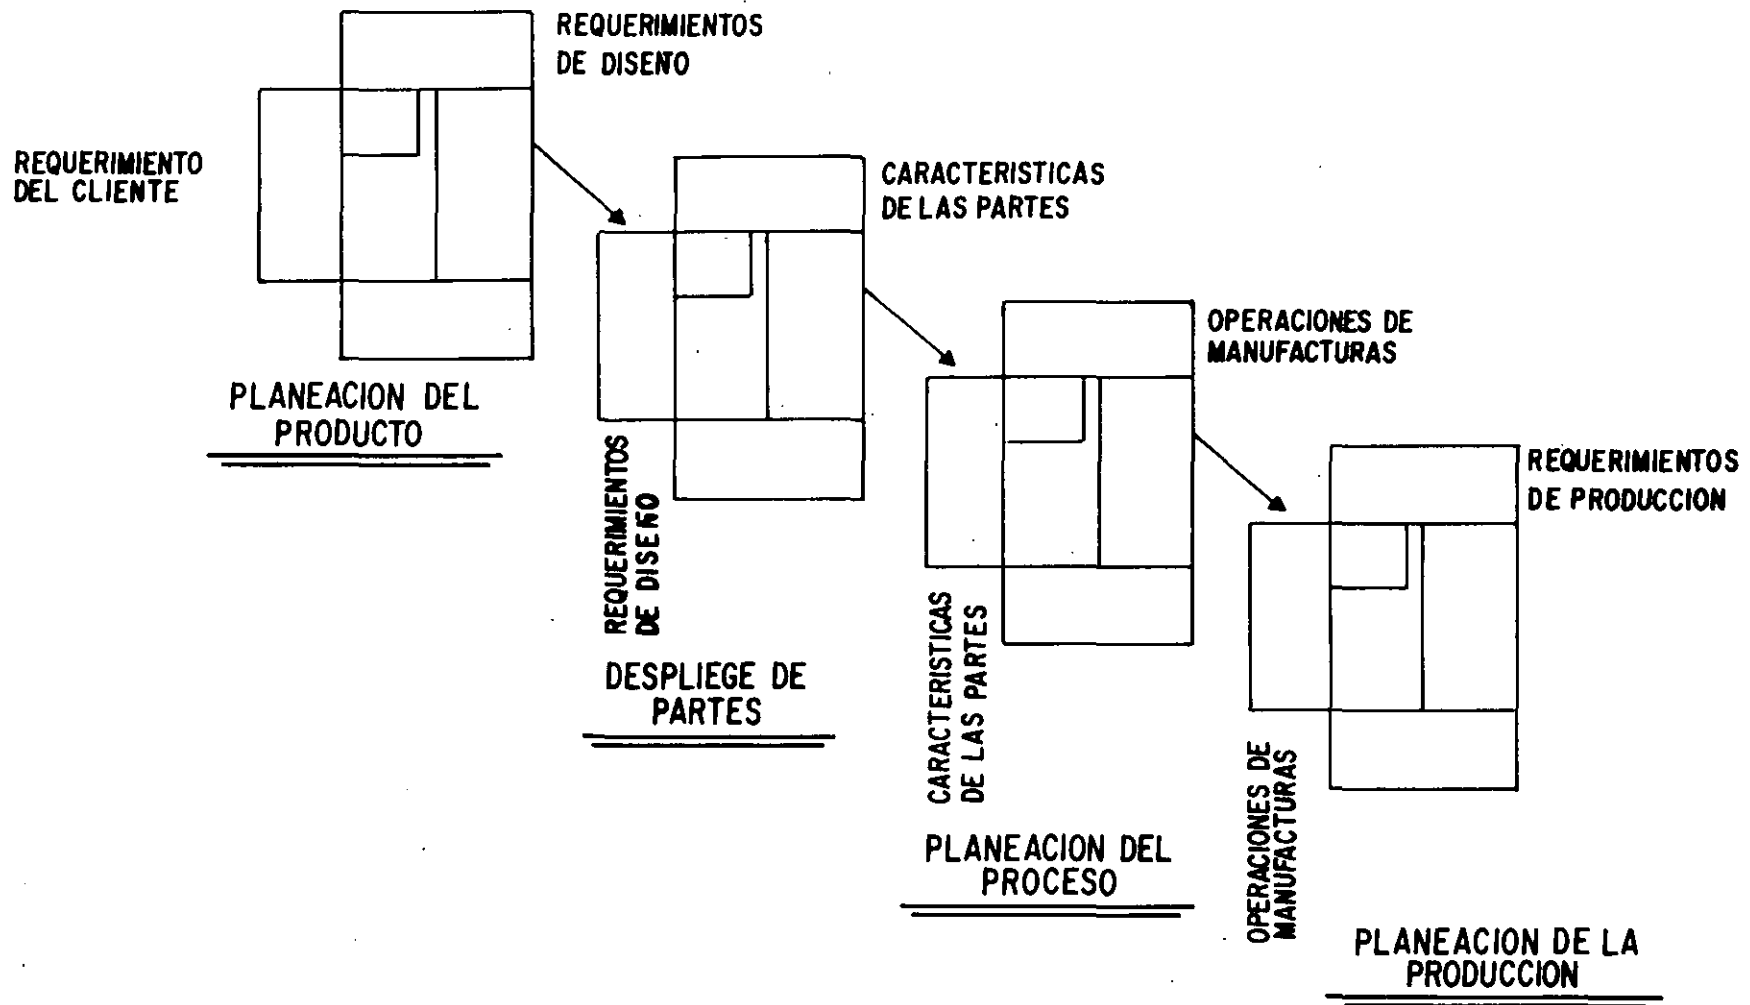 REQUERIMIENTOS
DE DISEÑO
REQUERIMIENTO
DEL CLIENTE
PLANEACION DEL
PRODUCTO
CARACTERISTICAS
DE LAS PARTES
REQUERIMIENTOS
DE DISEÑO
DESPLIEGE DE
PARTES
OPERACIONES DE
MANUFACTURAS
CARACTERISTICAS
DE LAS PARTES
PLANEACION DEL
PROCESO
REQUERIMIENTOS
DE PRODUCCION
OPERACIONES DE
MANUFACTURAS
PLANEACION DE LA
PRODUCCION